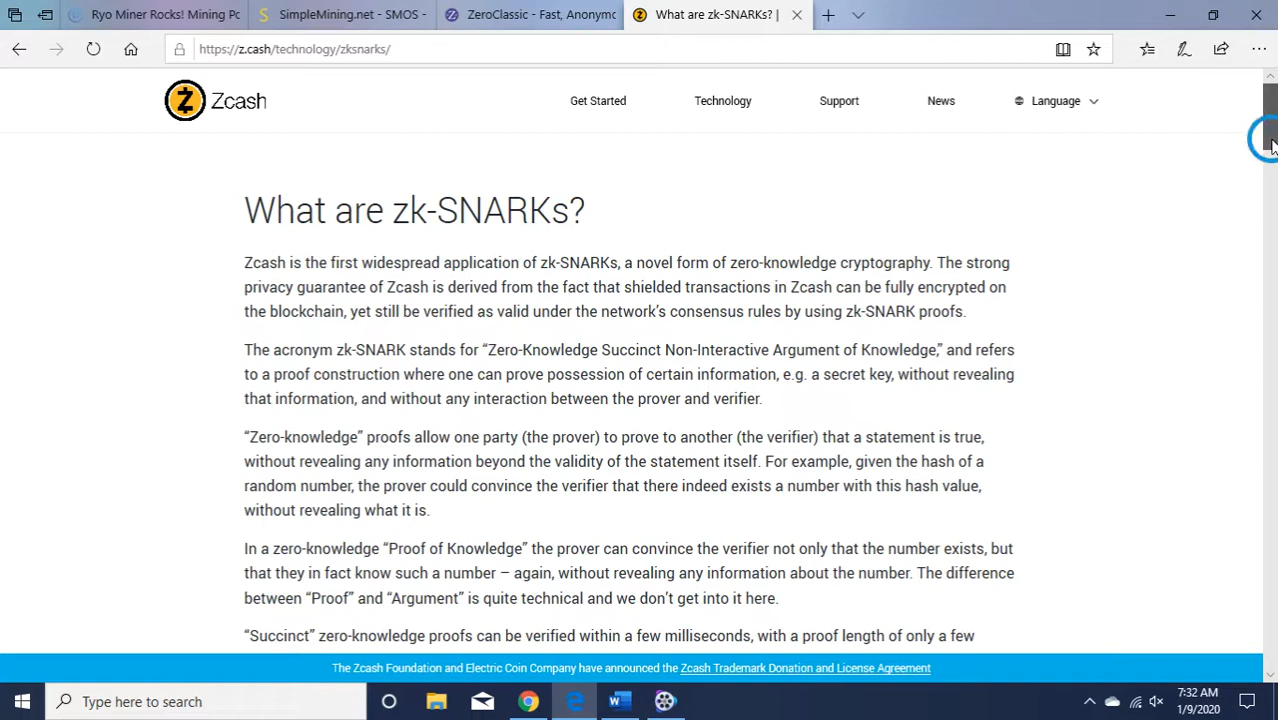 Ryo Miner Rocks! Mining Po
SimpleMining.net - SMOS -
ZeroClassic - Fast, Anonymo
What are zk-SNARKs? |
https://z.cash/technology/zksnarks/
Zcash
Get Started
Technology
Support
News
Language
What are zk-SNARKs?
Zcash is the first widespread application of zk-SNARKs, a novel form of zero-knowledge cryptography. The strong
privacy guarantee of Zcash is derived from the fact that shielded transactions in Zcash can be fully encrypted on
the blockchain, yet still be verified as valid under the network’s consensus rules by using zk-SNARK proofs.
The acronym zk-SNARK stands for “Zero-Knowledge Succinct Non-Interactive Argument of Knowledge,” and refers
to a proof construction where one can prove possession of certain information, e.g. a secret key, without revealing
that information, and without any interaction between the prover and verifier.
“Zero-knowledge” proofs allow one party (the prover) to prove to another (the verifier) that a statement is true,
without revealing any information beyond the validity of the statement itself. For example, given the hash of a
random number, the prover could convince the verifier that there indeed exists a number with this hash value,
without revealing what it is.
In a zero-knowledge “Proof of Knowledge” the prover can convince the verifier not only that the number exists, but
that they in fact know such a number – again, without revealing any information about the number. The difference
between “Proof” and “Argument” is quite technical and we don’t get into it here.
“Succinct” zero-knowledge proofs can be verified within a few milliseconds, with a proof length of only a few
The Zcash Foundation and Electric Coin Company have announced the Zcash Trademark Donation and License Agreement
Type here to search
7:32 AM
1/9/2020